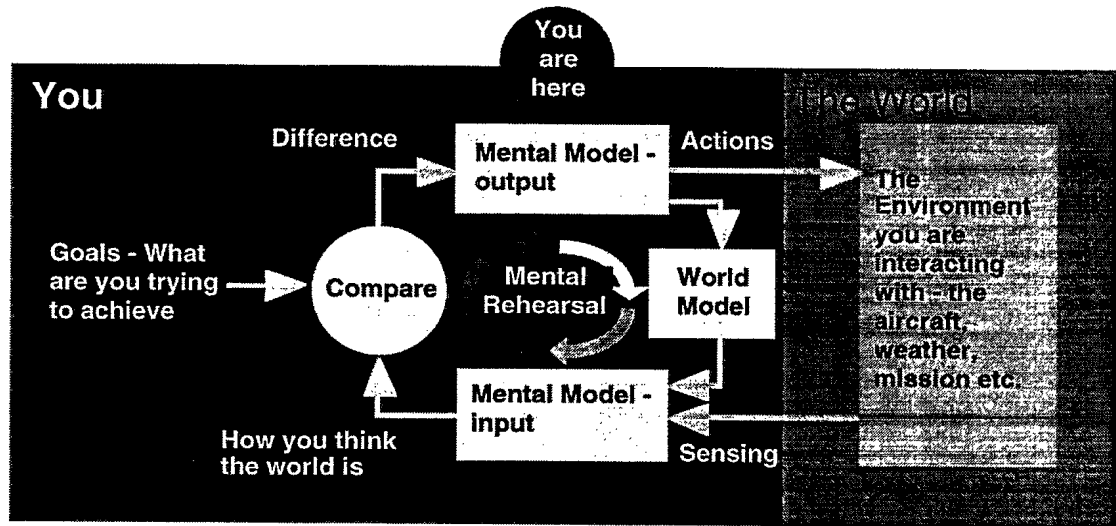 You
are
here
You
The World
Difference
Mental Model -
output
Actions
The
Environment
you are
interacting
with - the
aircraft,
weather,
mission etc.
Goals - What
are you trying
to achieve
Compare
Mental
Rehearsal
World
Model
Mental Model -
input
How you think
the world is
Sensing